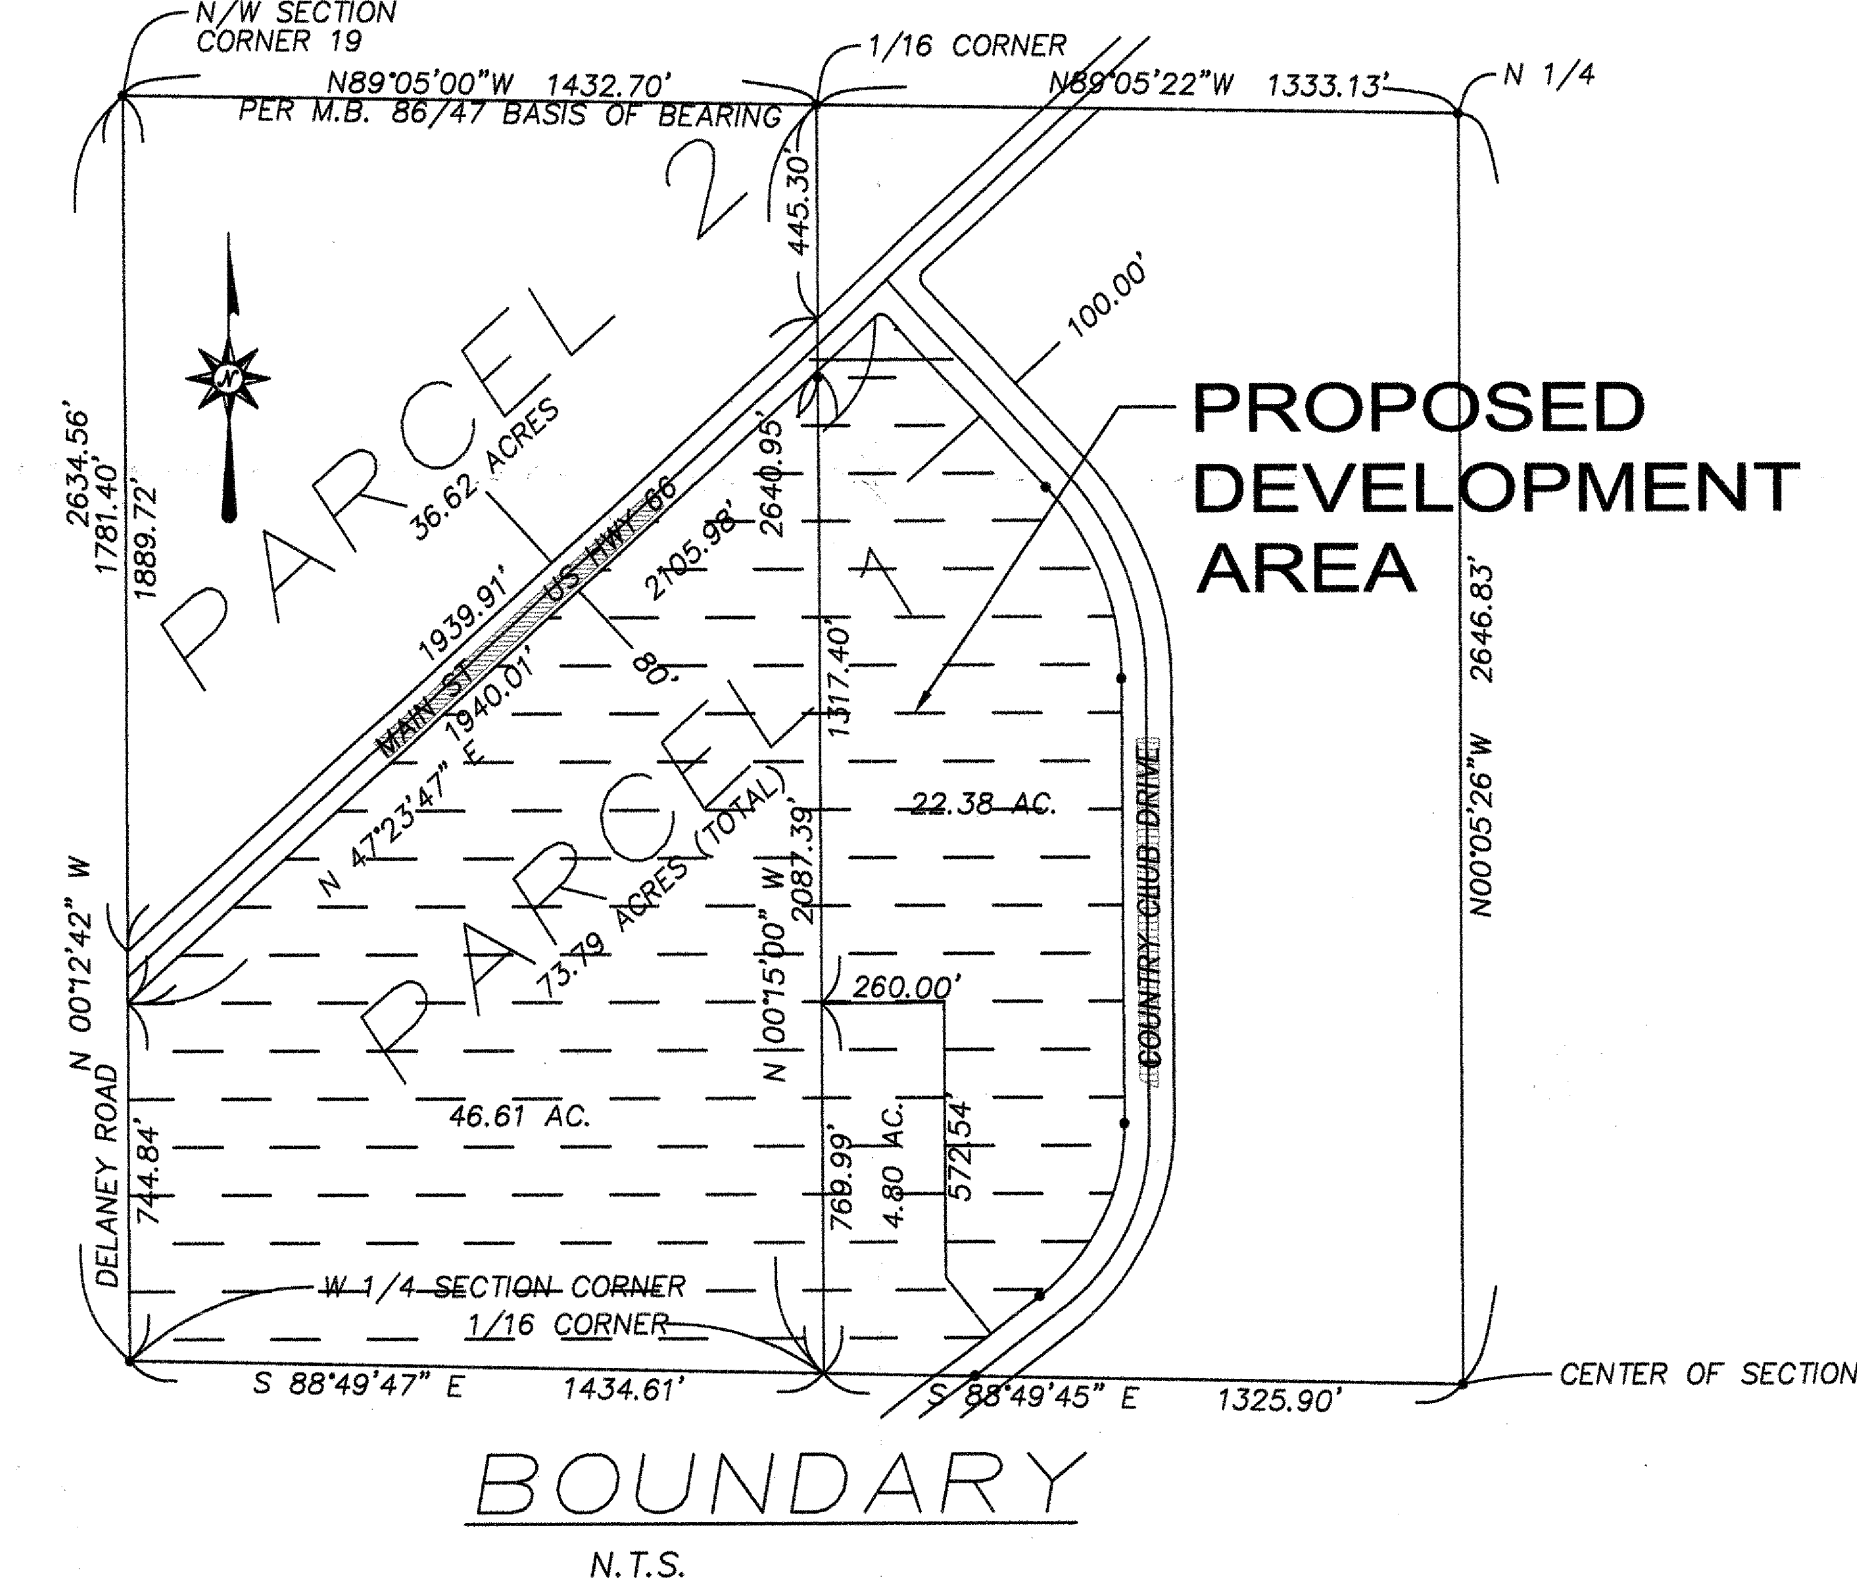 N/W SECTION
CORNER 19
1/16 CORNER
N 1/4
N89°05'00"W 1432.70'
PER M.B. 86/47 BASIS OF BEARING
N89°05'22"W 1333.13'
445.30'
PARCEL 2
36.62 ACRES
N
100.00'
PROPOSED
DEVELOPMENT
AREA
2634.56'
1781.40'
1889.72'
1939.91'
MAIN ST US HWY 66
2105.98'
1940.01'
80'
N 47°23'47" E
2640.95'
1317.40'
PARCEL 1
73.79 ACRES (TOTAL)
22.38 AC.
COUNTRY CLUB DRIVE
2646.83'
N00°05'26"W
N 00°12'42" W
DELANEY ROAD
744.84'
2087.39'
N 00°15'00" W
260.00'
46.61 AC.
769.99'
4.80 AC.
572.54'
W 1/4 SECTION CORNER
1/16 CORNER
S 88°49'47" E 1434.61'
S 88°49'45" E 1325.90'
CENTER OF SECTION
BOUNDARY
N.T.S.